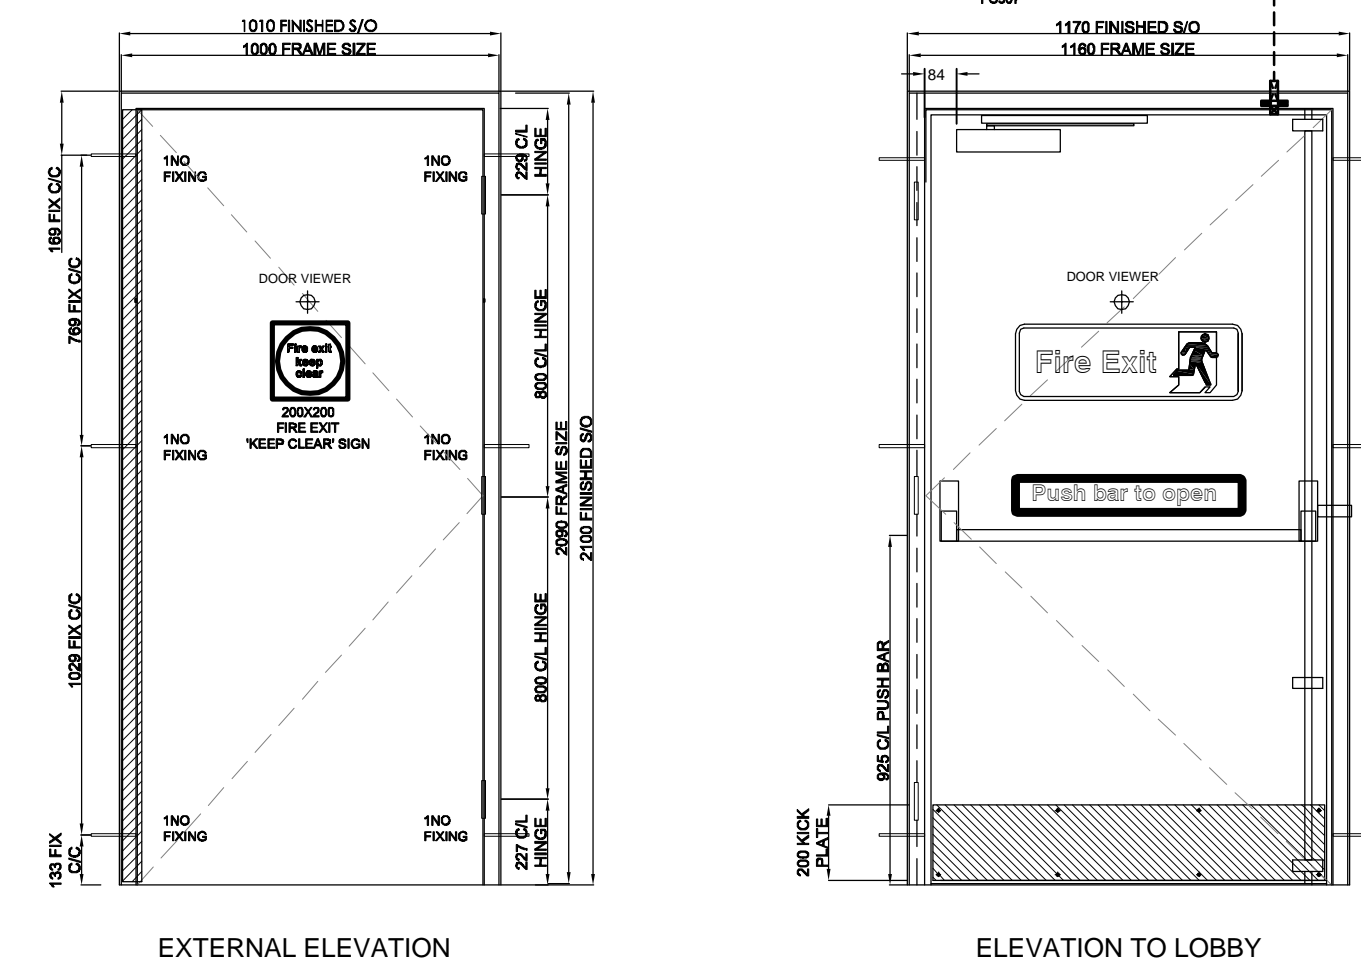 1010 FINISHED S/O
1000 FRAME SIZE
169 FIX C/C
769 FIX C/C
1029 FIX C/C
133 FIX
C/C
1NO
FIXING
1NO
FIXING
DOOR VIEWER
Fire exit
keep
clear
200X200
FIRE EXIT
'KEEP CLEAR' SIGN
1NO
FIXING
1NO
FIXING
1NO
FIXING
1NO
FIXING
229 C/L
HINGE
800 C/L HINGE
800 C/L HINGE
227 C/L
HINGE
2090 FRAME SIZE
2100 FINISHED S/O
EXTERNAL ELEVATION
1170 FINISHED S/O
1160 FRAME SIZE
84
DOOR VIEWER
Fire Exit
Push bar to open
925 C/L PUSH BAR
200 KICK
PLATE
ELEVATION TO LOBBY